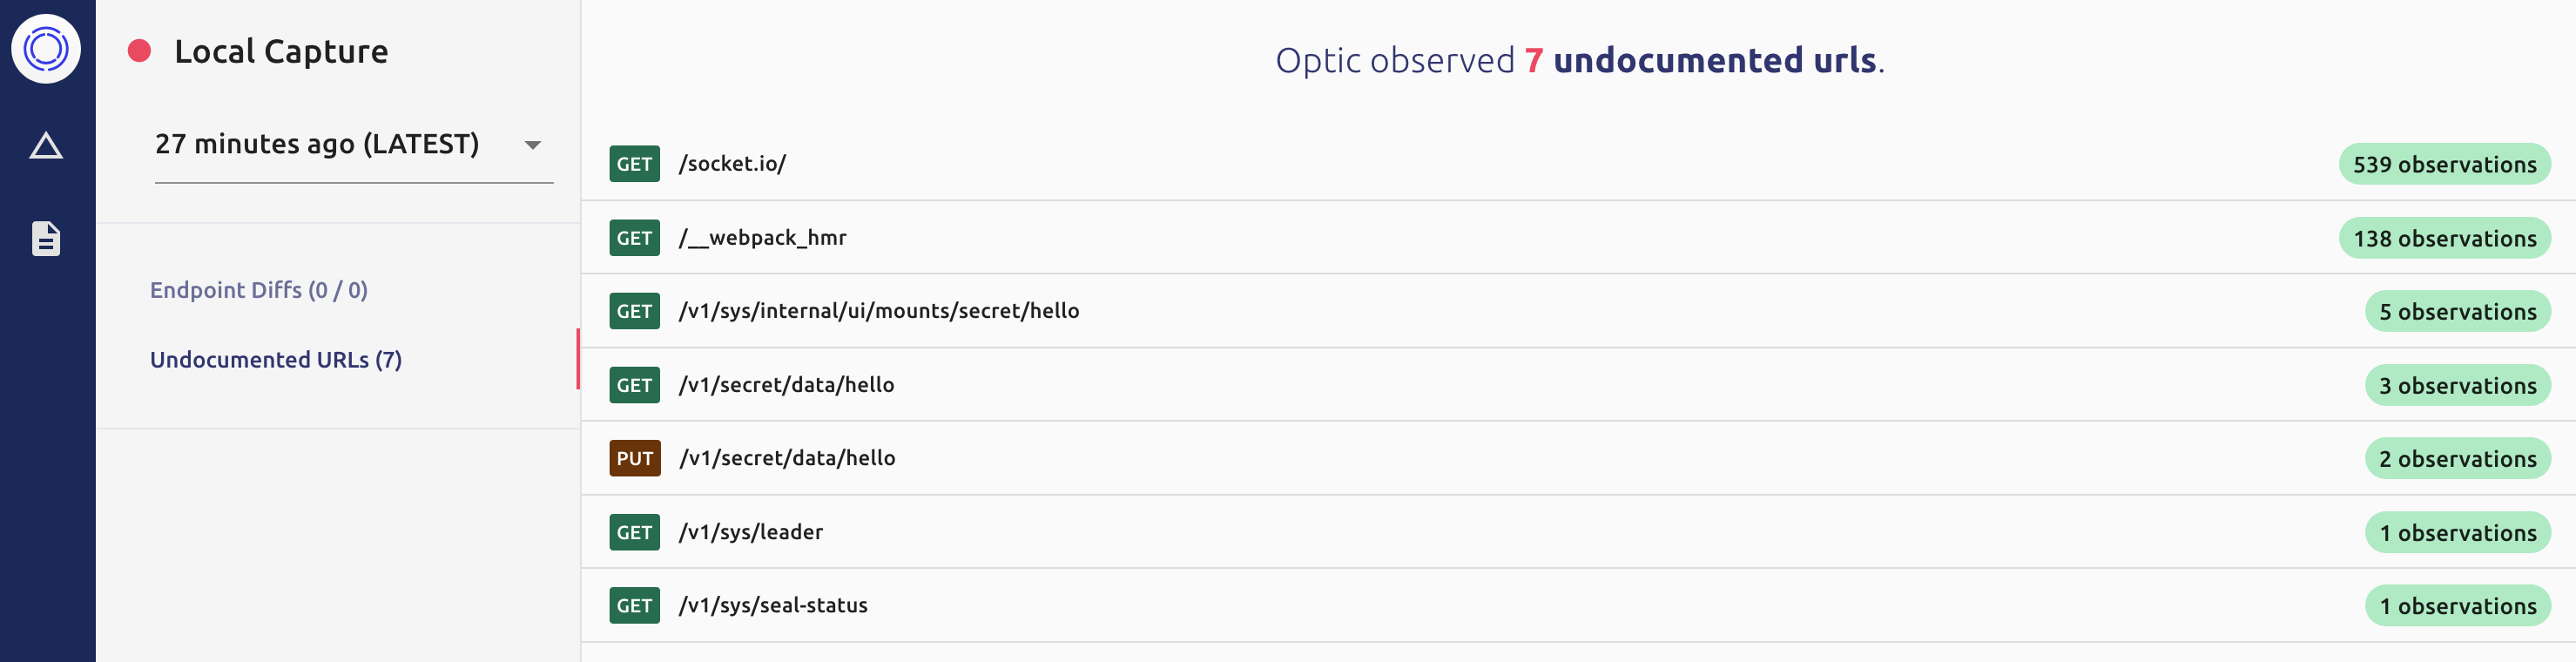 Local Capture
27 minutes ago (LATEST)
Endpoint Diffs (0 / 0)
Undocumented URLs (7)
Optic observed 7 undocumented urls.
GET /socket.io/ 539 observations
GET /__webpack_hmr 138 observations
GET /v1/sys/internal/ui/mounts/secret/hello 5 observations
GET /v1/secret/data/hello 3 observations
PUT /v1/secret/data/hello 2 observations
GET /v1/sys/leader 1 observations
GET /v1/sys/seal-status 1 observations